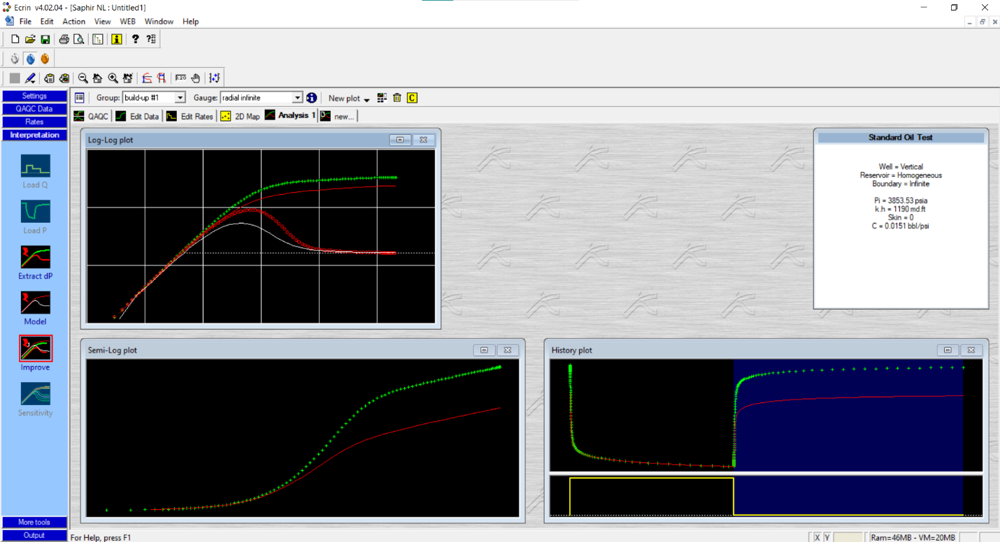 Ecrin v4.02.04 - [Saphir NL : Untitled1]
File Edit Action View WEB Window Help
Settings
QAQC Data
Rates
Interpretation
Load Q
Load P
Extract dP
Model
Improve
Sensitivity
More tools
Output
Group: build-up #1 Gauge: radial infinite New plot C
QAQC Edit Data Edit Rates 2D Map Analysis 1 new...
Log-Log plot
Standard Oil Test
Well = Vertical
Reservoir = Homogeneous
Boundary = Infinite
Pi = 3853.53 psia
k.h = 1190 md.ft
Skin = 0
C = 0.0151 bbl/psi
Semi-Log plot
History plot
For Help, press F1
X Y
Ram=46MB - VM=20MB